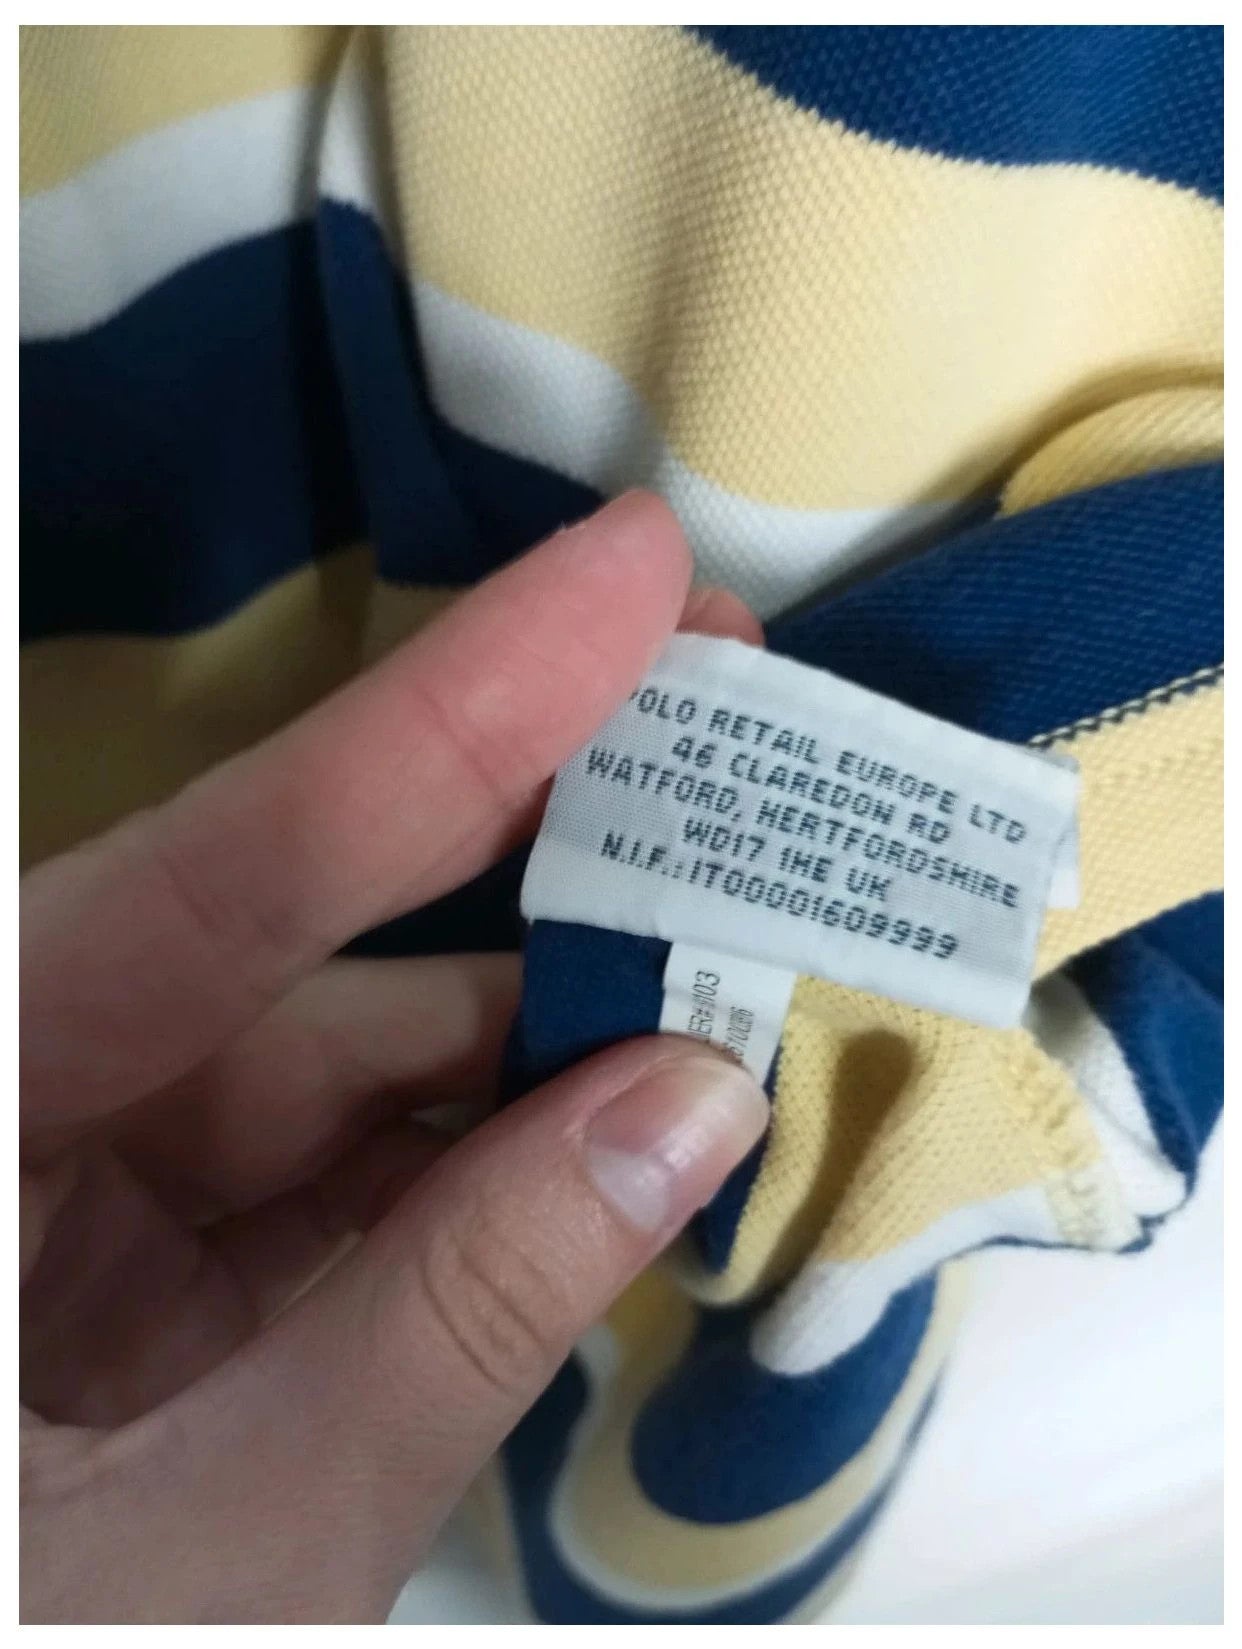 POLO RETAIL EUROPE LTD
46 CLAREDON RD
WATFORD, HERTFORDSHIRE
WD17 1HE UK
N.I.F.:IT00001609999